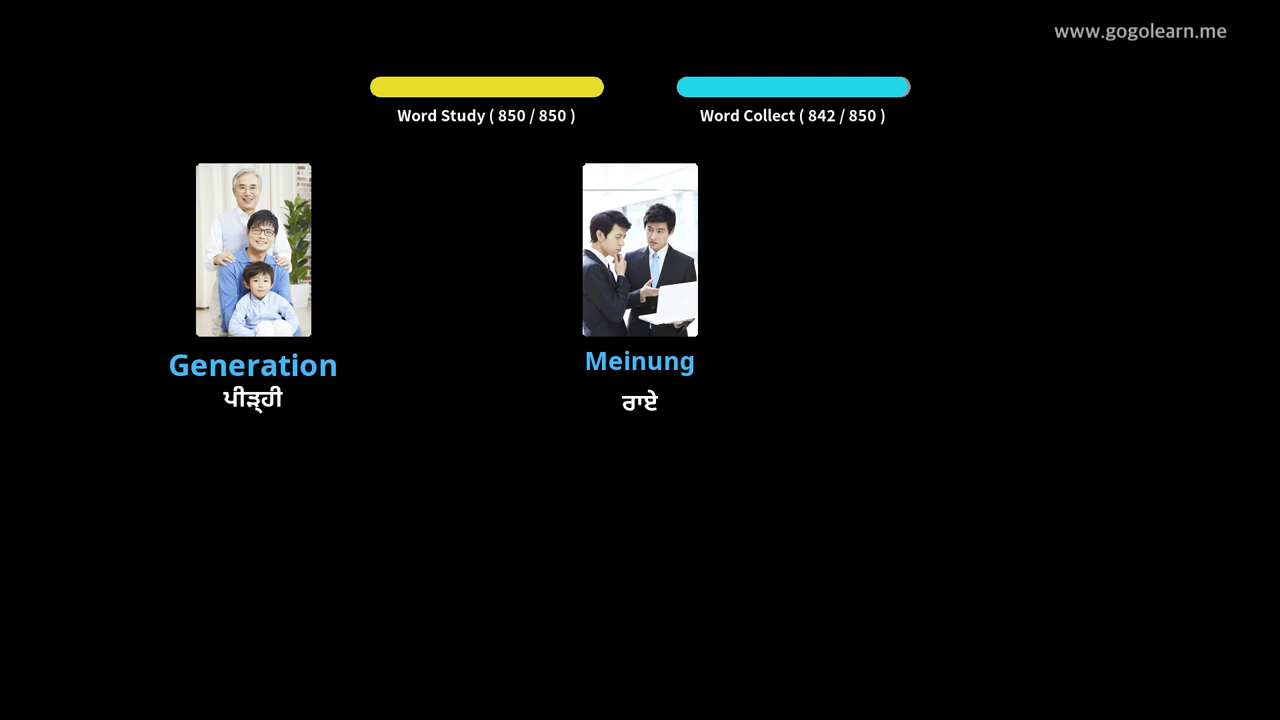 www.gogolearn.me
Word Study ( 850 / 850 )
Word Collect ( 842 / 850 )
Generation
ਪੀੜ੍ਹੀ
Meinung
ਰਾਏ